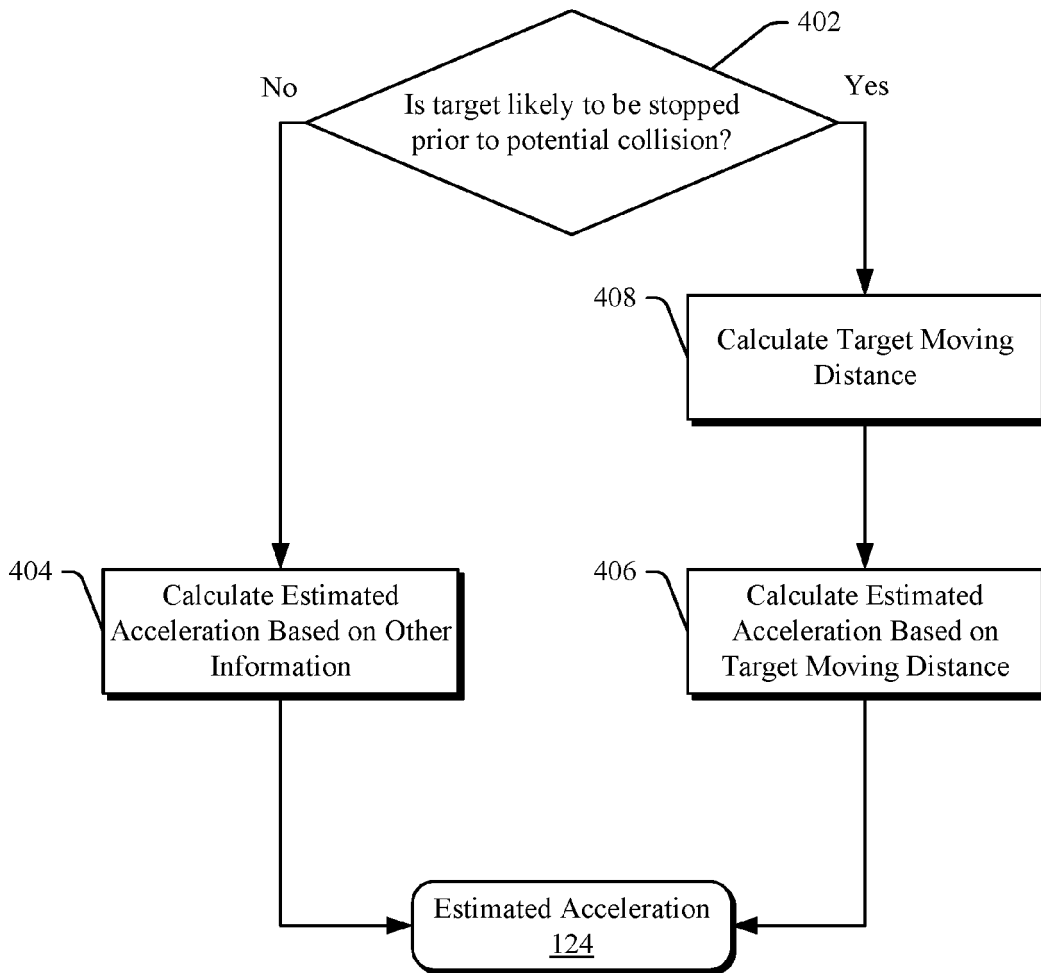 402
No
Yes
Is target likely to be stopped
prior to potential collision?
408
Calculate Target Moving
Distance
404
Calculate Estimated
Acceleration Based on Other
Information
406
Calculate Estimated
Acceleration Based on
Target Moving Distance
Estimated Acceleration
124